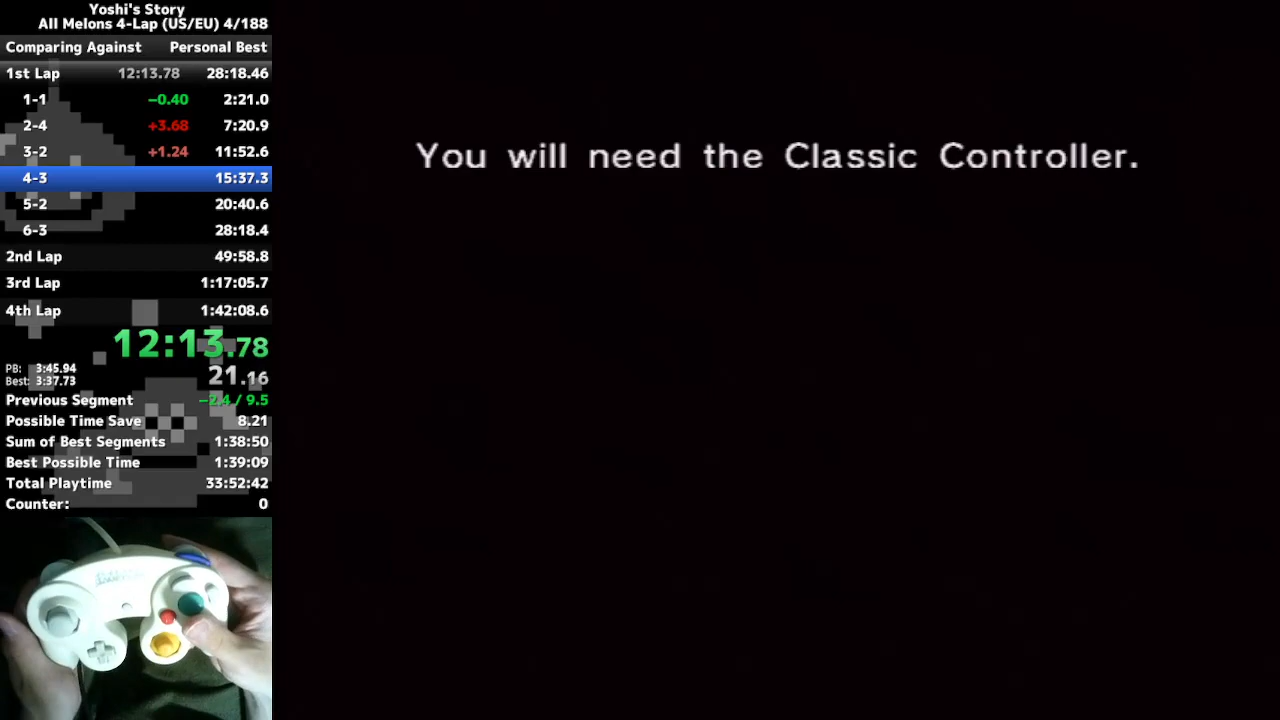 Yoshi's Story
All Melons 4-Lap (US/EU) 4/188
Comparing Against Personal Best
1st Lap 12:13.78 28:18.46
1-1 −0.40 2:21.0
2-4 +3.68 7:20.9
3-2 +1.24 11:52.6
4-3 15:37.3
5-2 20:40.6
6-3 28:18.4
2nd Lap 49:58.8
3rd Lap 1:17:05.7
4th Lap 1:42:08.6
12:13.78
PB: 3:45.94
Best: 3:37.73
21.16
Previous Segment −2.4 / 9.5
Possible Time Save 8.21
Sum of Best Segments 1:38:50
Best Possible Time 1:39:09
Total Playtime 33:52:42
Counter: 0
You will need the Classic Controller.